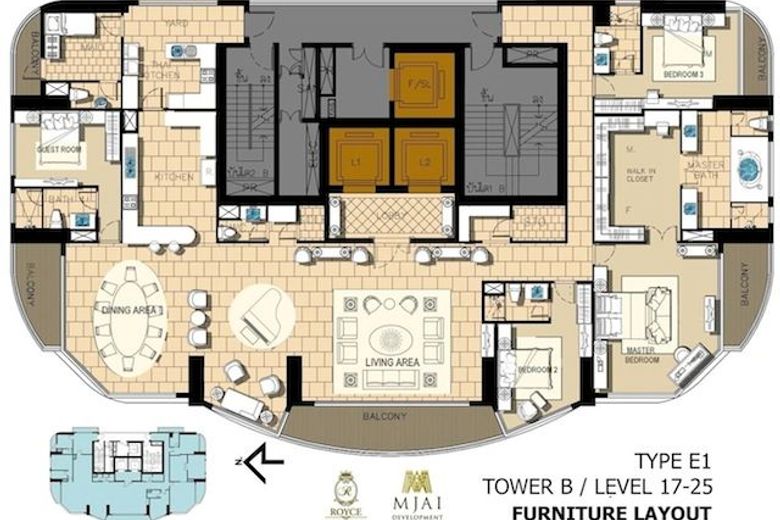 BALCONY
MAID
YARD
THAI
KITCHEN
F/SL
L1
L2
LOBBY
STO
M
BEDROOM 3
BALCONY
GUEST ROOM
KITCHEN
R
BATH
M.
WALK IN
CLOSET
F
MASTER
BATH
BALCONY
DINING AREA
LIVING AREA
BEDROOM 2
MASTER
BEDROOM
BALCONY
BALCONY
N
ROYCE
MJAI
DEVELOPMENT
TYPE E1
TOWER B / LEVEL 17-25
FURNITURE LAYOUT